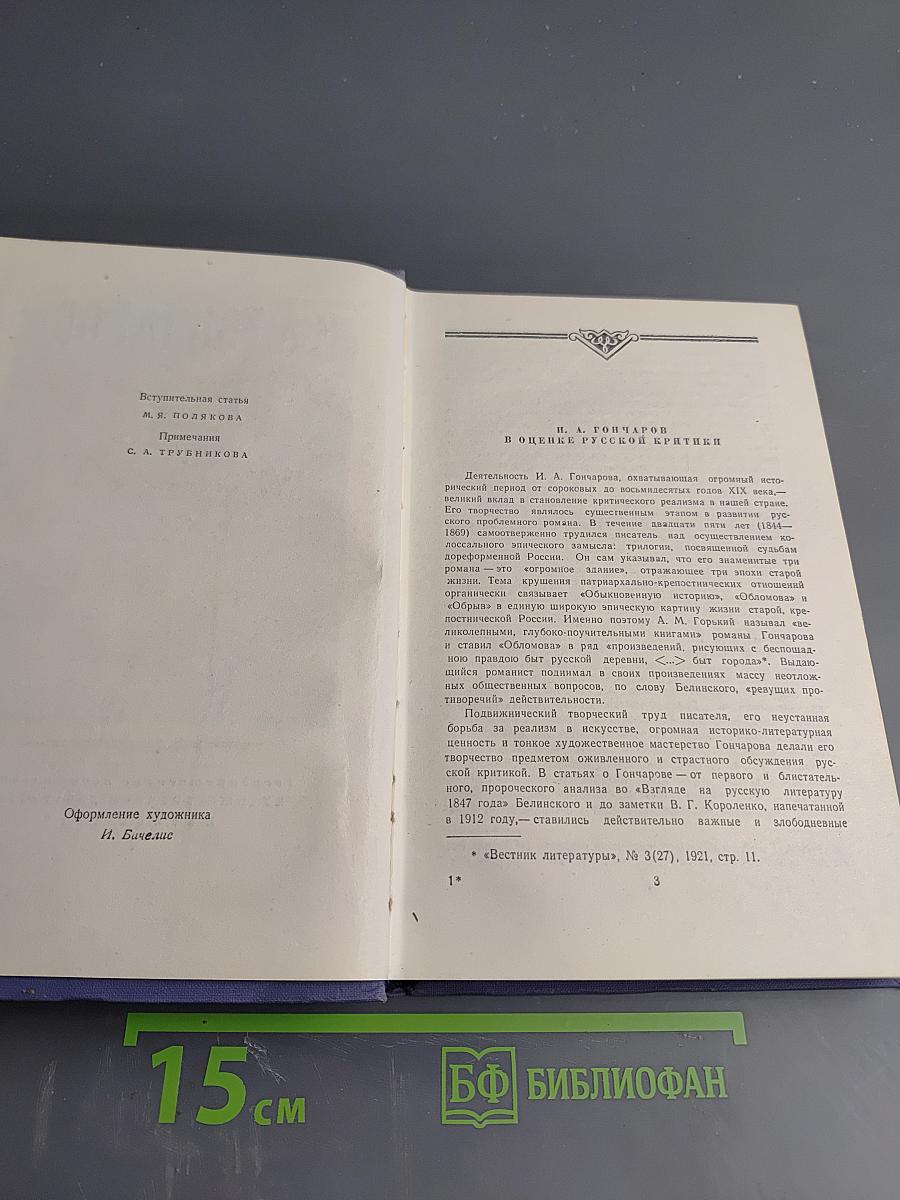 Вступительная статья
М. Я. ПОЛЯКОВА
Примечания
С. А. ТРУБНИКОВА
Оформление художника
И. Бачелис
И. А. ГОНЧАРОВ
В ОЦЕНКЕ РУССКОЙ КРИТИКИ
Деятельность И. А. Гончарова, охватывающая огромный исто-
рический период от сороковых до восьмидесятых годов XIX века,—
великий вклад в становление критического реализма в нашей стране.
Его творчество являлось существенным этапом в развитии рус-
ского проблемного романа. В течение двадцати пяти лет (1844—
1869) самоотверженно трудился писатель над осуществлением ко-
лоссального эпического замысла: трилогии, посвященной судьбам
дореформенной России. Он сам указывал, что его знаменитые три
романа — это «огромное здание», отражающее три эпохи старой
жизни. Тема крушения патриархально-крепостнических отношений
органически связывает «Обыкновенную историю», «Обломова» и
«Обрыв» в единую широкую эпическую картину жизни старой, кре-
постнической России. Именно поэтому А. М. Горький называл «ве-
ликолепными, глубоко-поучительными книгами» романы Гончарова
и ставил «Обломова» в ряд «произведений, рисующих с беспощад-
ною правдою быт русской деревни, <...> быт города»*. Выдаю-
щийся романист поднимал в своих произведениях массу неотлож-
ных общественных вопросов, по слову Белинского, «ревущих про-
тиворечий» действительности.
Подвижнический творческий труд писателя, его неустанная
борьба за реализм в искусстве, огромная историко-литературная
ценность и тонкое художественное мастерство Гончарова делали его
творчество предметом оживленного и страстного обсуждения рус-
ской критикой. В статьях о Гончарове — от первого и блистатель-
ного, пророческого анализа во «Взгляде на русскую литературу
1847 года» Белинского и до заметки В. Г. Короленко, напечатанной
в 1912 году,— ставились действительно важные и злободневные
* «Вестник литературы», № 3(27), 1921, стр. 11.
1*
3
15 см
БФ БИБЛИОФАН